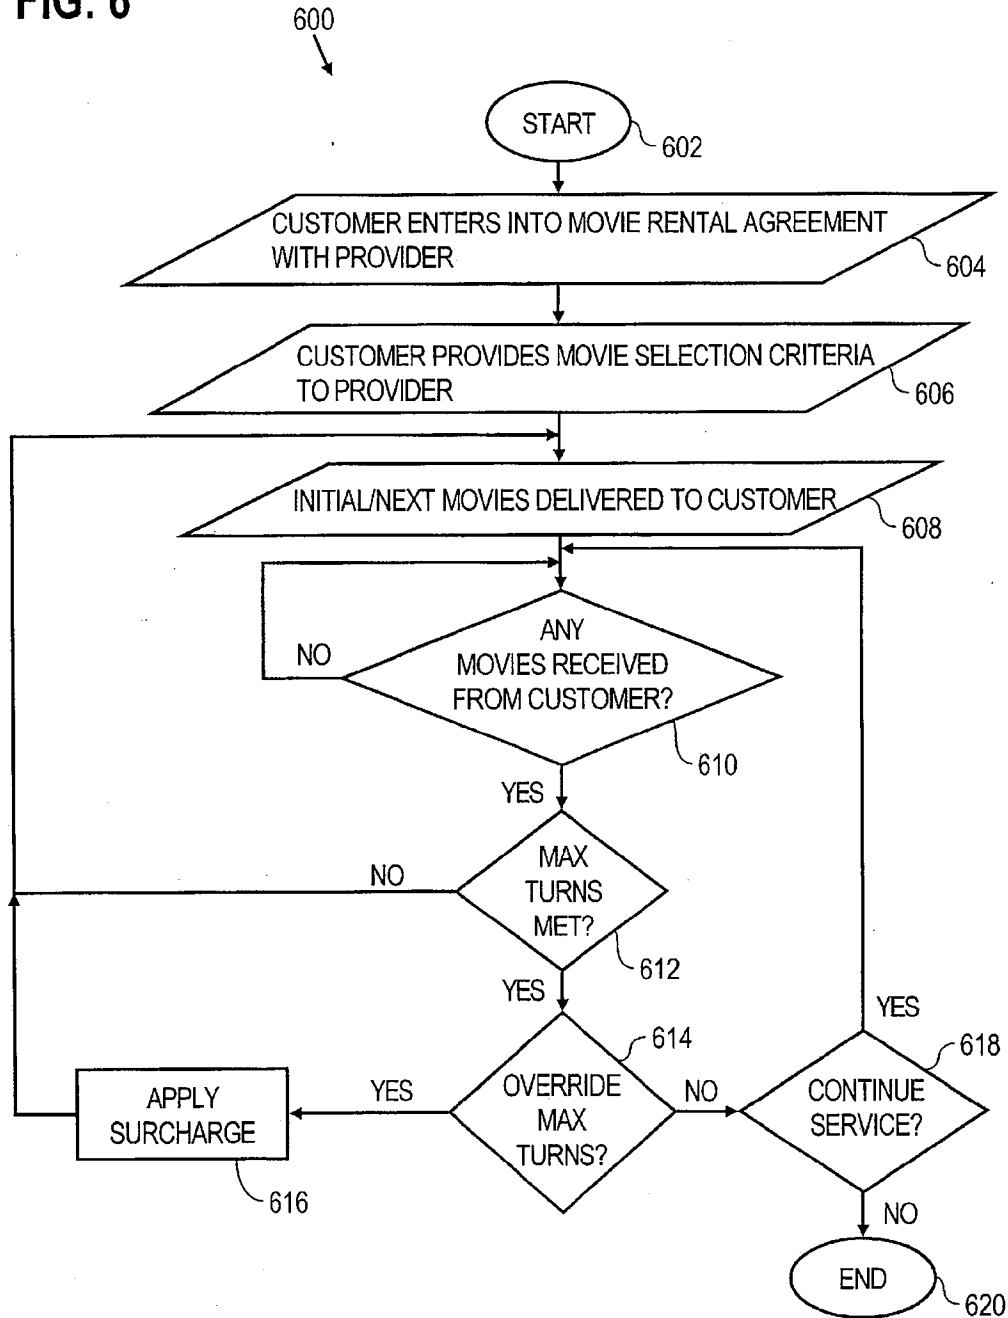 FIG. 6
600
START
602
CUSTOMER ENTERS INTO MOVIE RENTAL AGREEMENT
WITH PROVIDER
604
CUSTOMER PROVIDES MOVIE SELECTION CRITERIA
TO PROVIDER
606
INITIAL/NEXT MOVIES DELIVERED TO CUSTOMER
608
ANY
MOVIES RECEIVED
FROM CUSTOMER?
NO
610
YES
MAX
TURNS
MET?
NO
612
YES
614
OVERRIDE
MAX
TURNS?
YES
NO
APPLY
SURCHARGE
616
YES
618
CONTINUE
SERVICE?
NO
END
620